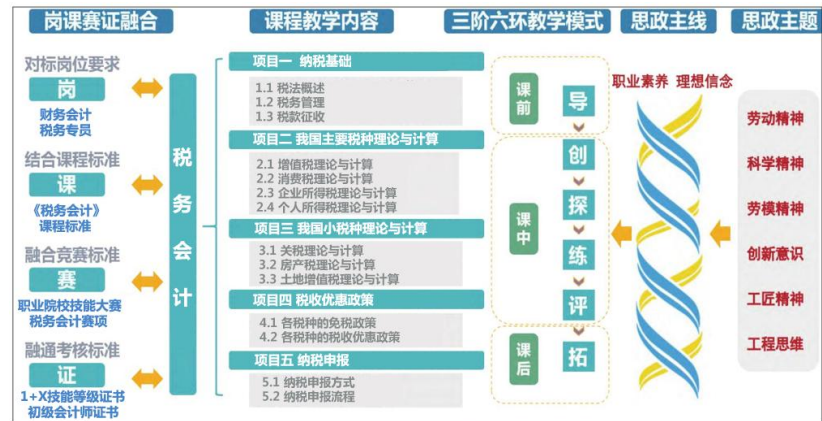 岗课赛证融合
课程教学内容
三阶六环教学模式
思政主线
思政主题
对标岗位要求
岗
财务会计
税务专员
结合课程标准
课
《税务会计》
课程标准
融合竞赛标准
赛
职业院校技能大赛
税务会计赛项
融通考核标准
证
1+X技能等级证书
初级会计师证书
税务会计
项目一 纳税基础
1.1 税法概述
1.2 税务管理
1.3 税款征收
项目二 我国主要税种理论与计算
2.1 增值税理论与计算
2.2 消费税理论与计算
2.3 企业所得税理论与计算
2.4 个人所得税理论与计算
项目三 我国小税种理论与计算
3.1 关税理论与计算
3.2 房产税理论与计算
3.3 土地增值税理论与计算
项目四 税收优惠政策
4.1 各税种的免税政策
4.2 各税种的税收优惠政策
项目五 纳税申报
5.1 纳税申报方式
5.2 纳税申报流程
课前
导
课中
创
探
练
评
课后
拓
职业素养 理想信念
劳动精神
科学精神
劳模精神
创新意识
工匠精神
工程思维